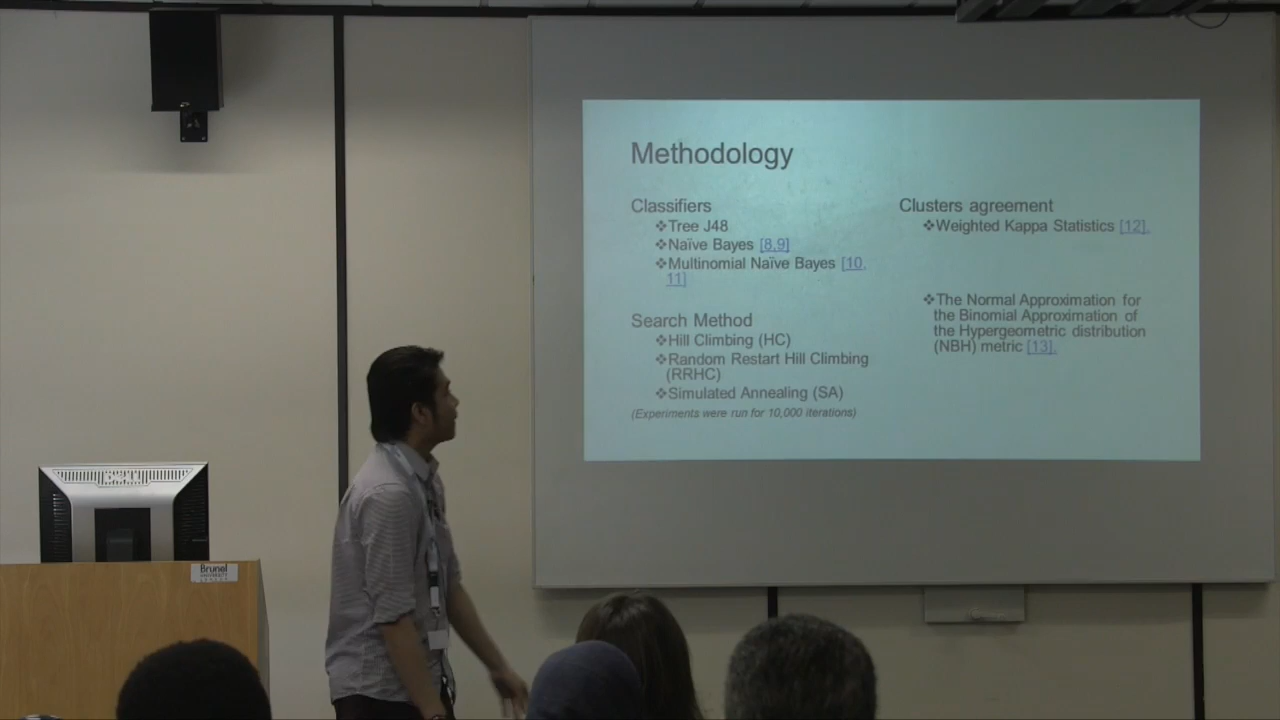 Methodology
Classifiers
❖Tree J48
❖Naïve Bayes [8,9]
❖Multinomial Naïve Bayes [10,
11]
Search Method
❖Hill Climbing (HC)
❖Random Restart Hill Climbing
(RRHC)
❖Simulated Annealing (SA)
(Experiments were run for 10,000 iterations)
Clusters agreement
❖Weighted Kappa Statistics [12].
❖The Normal Approximation for
the Binomial Approximation of
the Hypergeometric distribution
(NBH) metric [13].
Brunel
UNIVERSITY